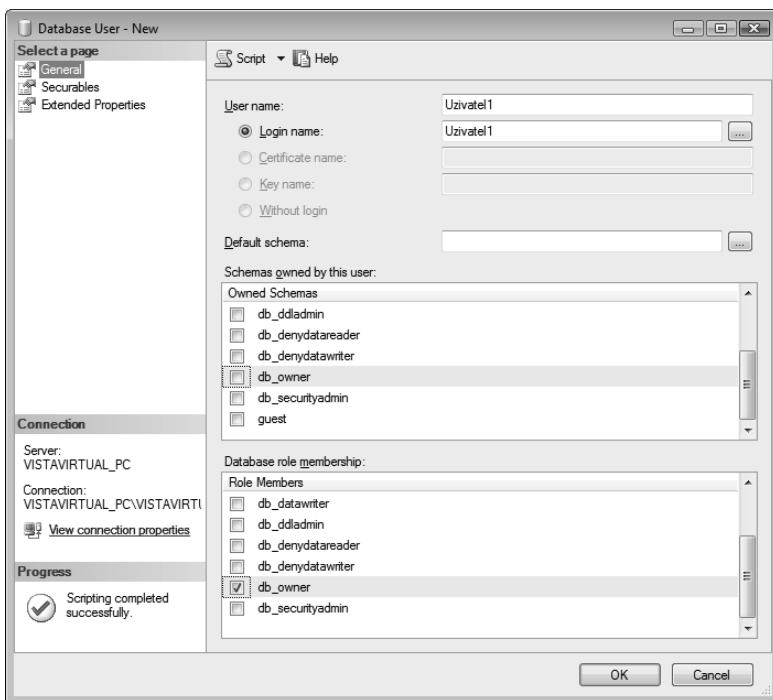 Database User - New
Select a page
General
Securables
Extended Properties
Script Help
User name: Uzivatel1
Login name: Uzivatel1 ...
Certificate name:
Key name:
Without login
Default schema: ...
Schemas owned by this user:
Owned Schemas
db_ddladmin
db_denydatareader
db_denydatawriter
db_owner
db_securityadmin
guest
Database role membership:
Role Members
db_datawriter
db_ddladmin
db_denydatareader
db_denydatawriter
db_owner
db_securityadmin
Connection
Server:
VISTAVIRTUAL_PC
Connection:
VISTAVIRTUAL_PC\VISTAVIRTU
View connection properties
Progress
Scripting completed
successfully.
OK Cancel